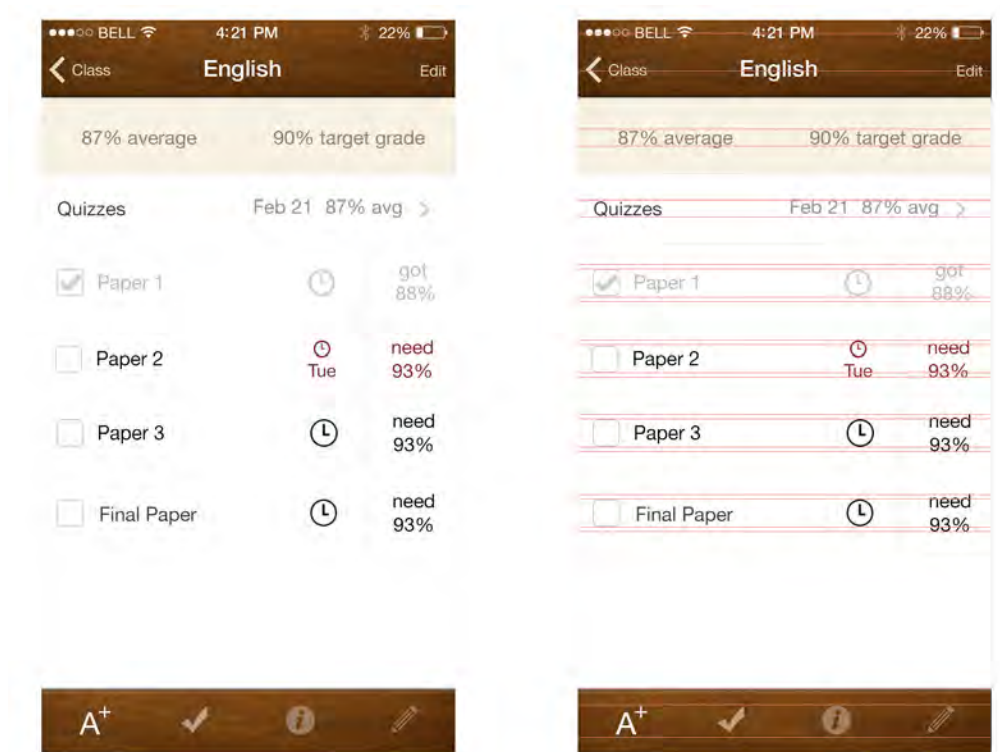 BELL 4:21 PM 22%
Class English Edit
87% average 90% target grade
Quizzes Feb 21 87% avg >
Paper 1 got 88%
Paper 2 Tue need 93%
Paper 3 need 93%
Final Paper need 93%
A+ i
BELL 4:21 PM 22%
Class English Edit
87% average 90% target grade
Quizzes Feb 21 87% avg >
Paper 1 got 88%
Paper 2 Tue need 93%
Paper 3 need 93%
Final Paper need 93%
A+ i